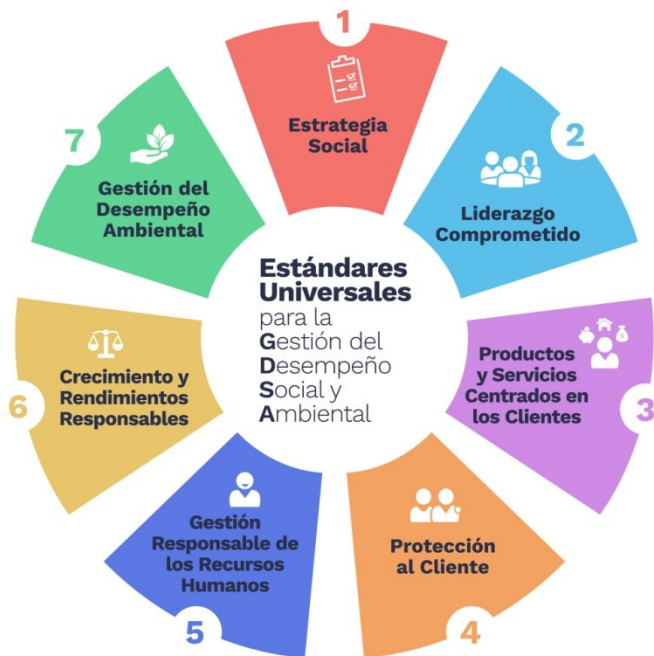 Estándares
Universales
para la
Gestión del
Desempeño
Social y
Ambiental
1
Estrategia
Social
2
Liderazgo
Comprometido
3
Productos
y Servicios
Centrados en
los Clientes
4
Protección
al Cliente
5
Gestión
Responsable de
los Recursos
Humanos
6
Crecimiento y
Rendimientos
Responsables
7
Gestión del
Desempeño
Ambiental